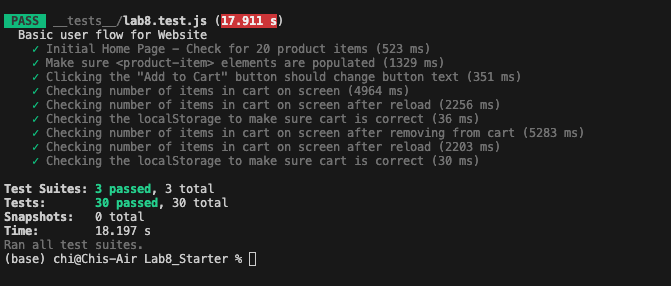 PASS __tests__/lab8.test.js (17.911 s)
Basic user flow for Website
✓ Initial Home Page – Check for 20 product items (523 ms)
✓ Make sure <product-item> elements are populated (1329 ms)
✓ Clicking the "Add to Cart" button should change button text (351 ms)
✓ Checking number of items in cart on screen (4964 ms)
✓ Checking number of items in cart on screen after reload (2256 ms)
✓ Checking the localStorage to make sure cart is correct (36 ms)
✓ Checking number of items in cart on screen after removing from cart (5283 ms)
✓ Checking number of items in cart on screen after reload (2203 ms)
✓ Checking the localStorage to make sure cart is correct (30 ms)
Test Suites: 3 passed, 3 total
Tests: 30 passed, 30 total
Snapshots: 0 total
Time: 18.197 s
Ran all test suites.
(base) chi@Chis-Air Lab8_Starter %